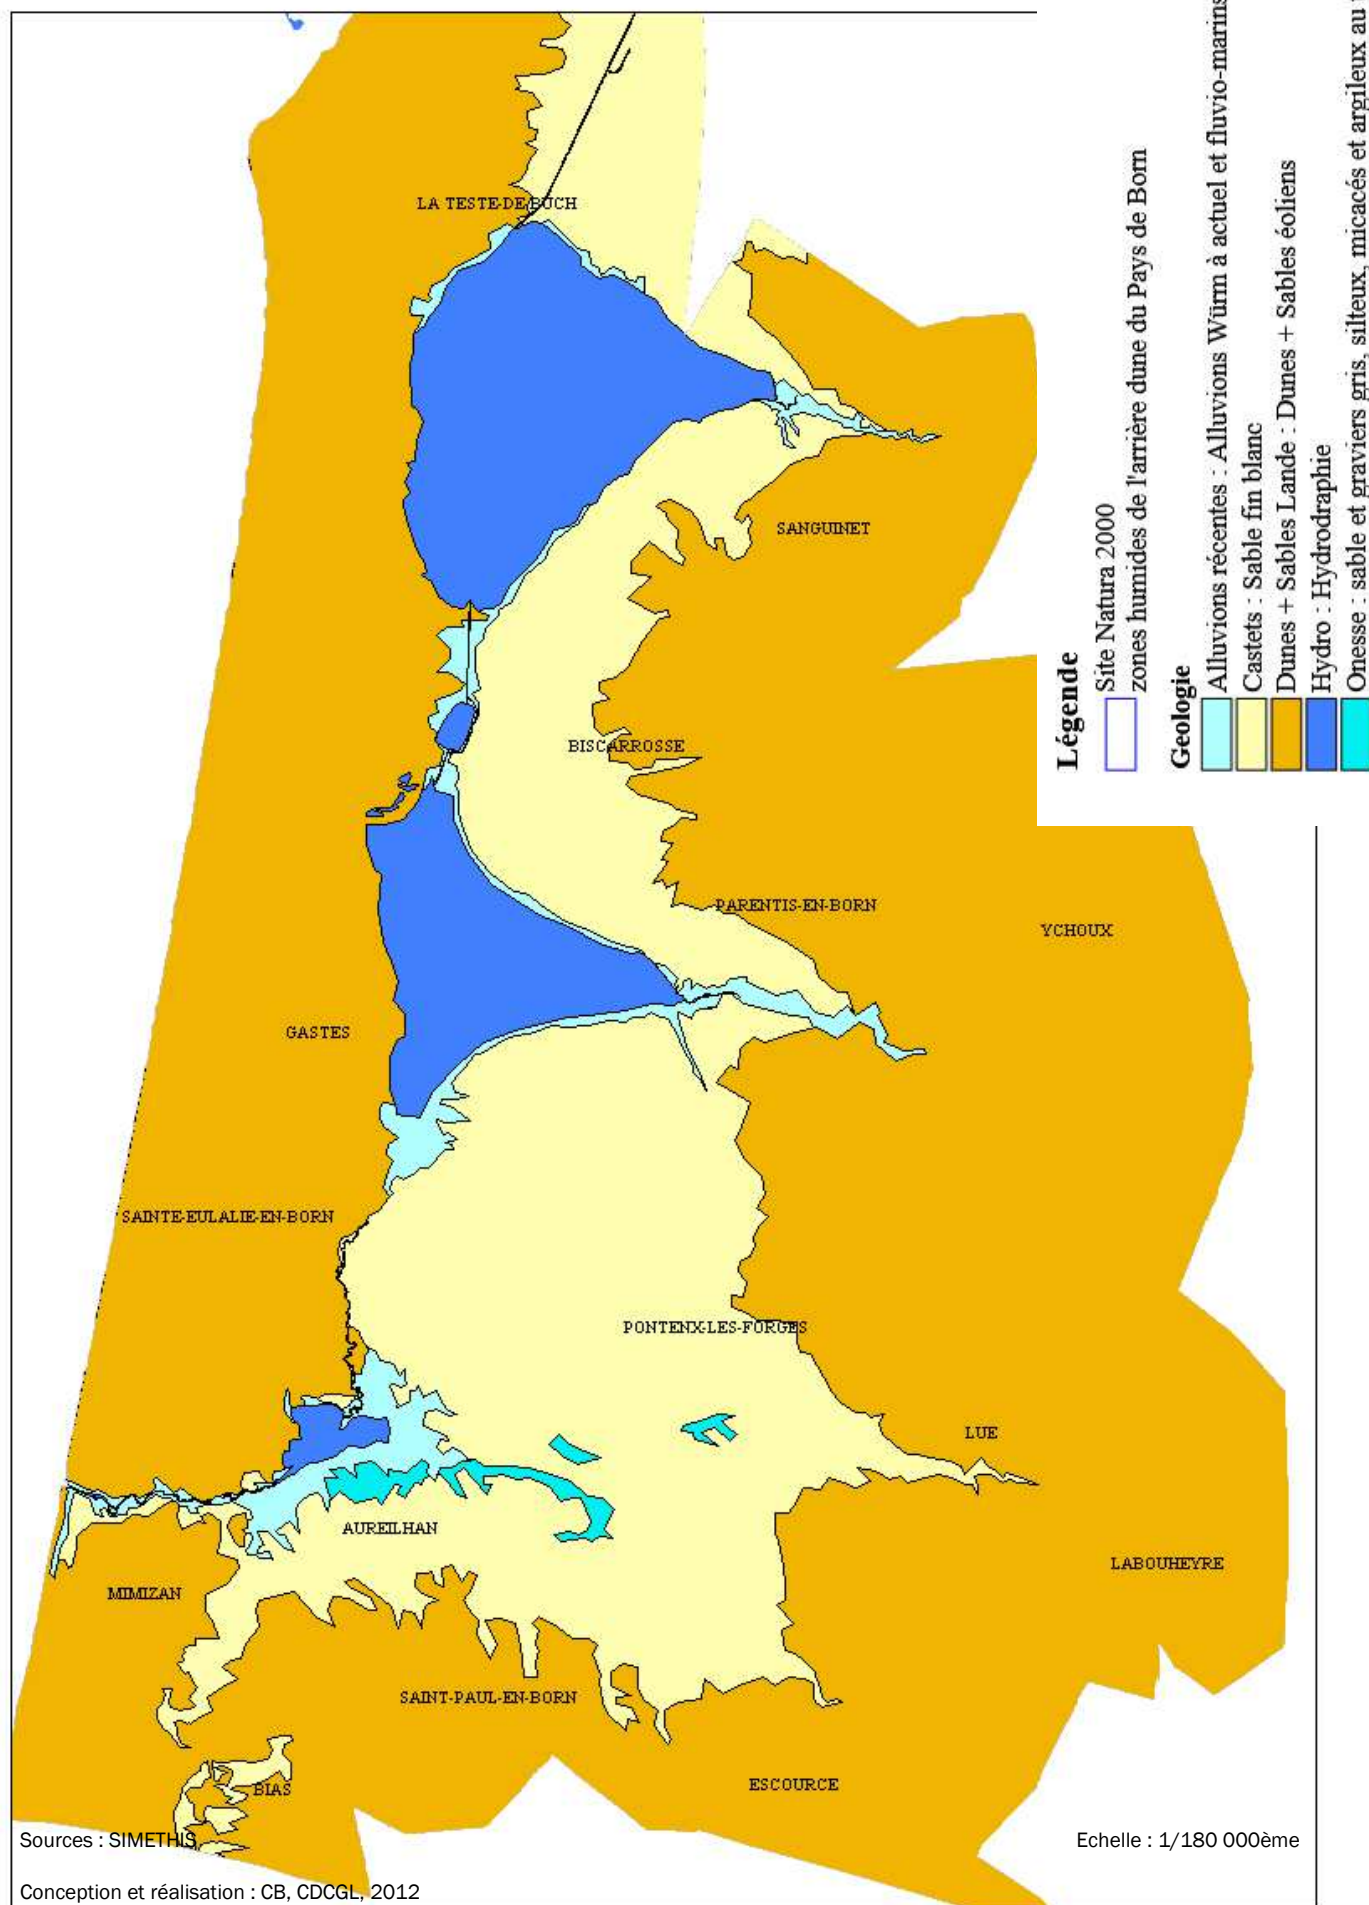 LA TESTE-DE-BUCH
SANGUINET
BISCARROSSE
PARENTIS-EN-BORN
YCHOUX
GASTES
SAINTE-EULALIE-EN-BORN
PONTENX-LES-FORGES
LUE
AUREILHAN
LABOUHEYRE
MIMIZAN
SAINT-PAUL-EN-BORN
ESCOURCE
BIAS
Légende
Site Natura 2000
zones humides de l'arrière dune du Pays de Born
Geologie
Alluvions récentes : Alluvions Würm à actuel et fluvio-marins
Castets : Sable fin blanc
Dunes + Sables Lande : Dunes + Sables éoliens
Hydro : Hydrodraphie
Onesse : sable et graviers gris, silteux, micacés et argileux au
Sources : SIMETHIS
Echelle : 1/180 000ème
Conception et réalisation : CB, CDCGL, 2012